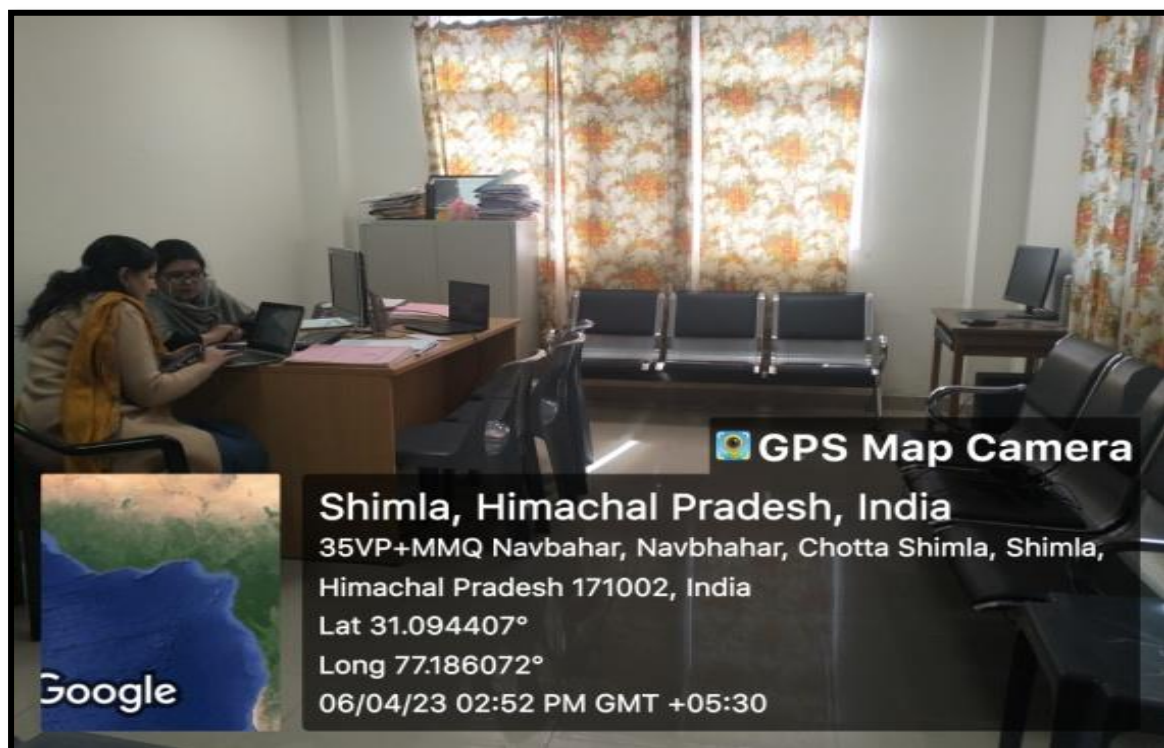 GPS Map Camera
Shimla, Himachal Pradesh, India
35VP+MMQ Navbahar, Navbhahar, Chotta Shimla, Shimla,
Himachal Pradesh 171002, India
Lat 31.094407°
Long 77.186072°
06/04/23 02:52 PM GMT +05:30
Google